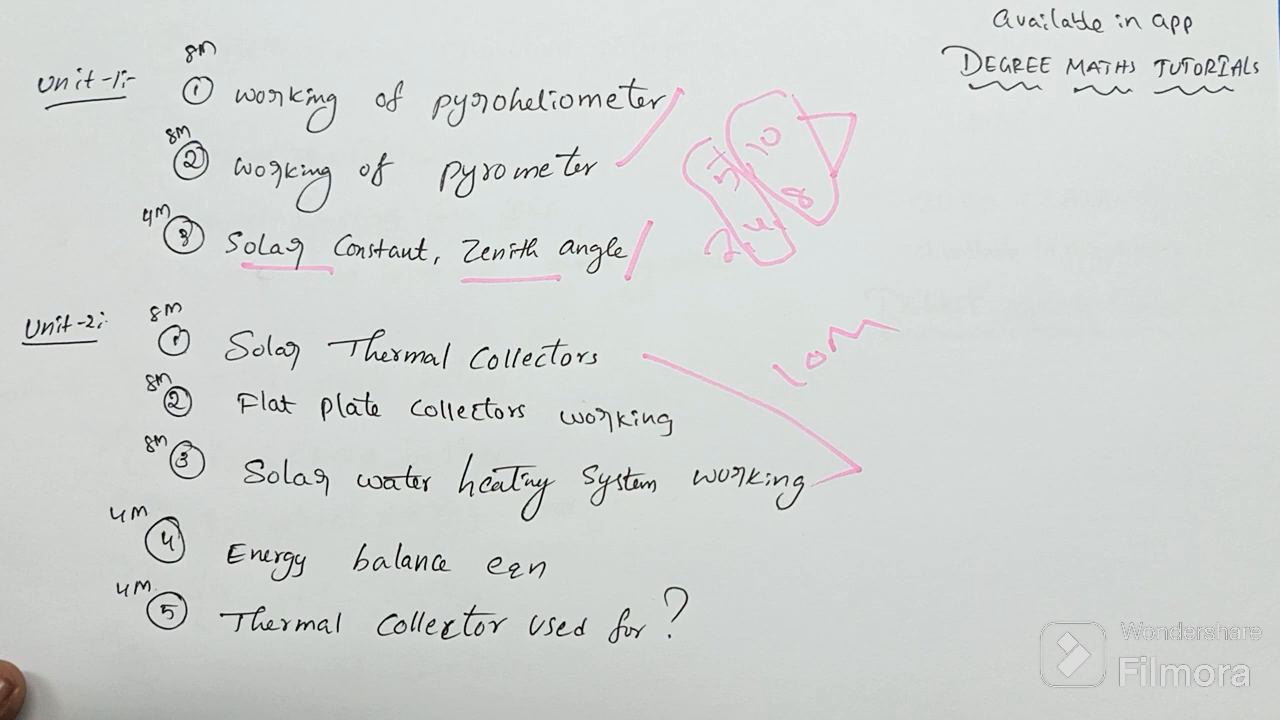 Available in app
DEGREE MATHS TUTORIALS
Unit-1:-
8M
① working of pyroheliometer
8M
② working of pyrometer
4M
③ Solar Constant, Zenith angle
10
8
10M
Unit-2:
8M
① Solar Thermal Collectors
8M
② Flat plate collectors working
8M
③ Solar water heating system working
4M
④ Energy balance eqn
4M
⑤ Thermal collector used for?
Wondershare
Filmora